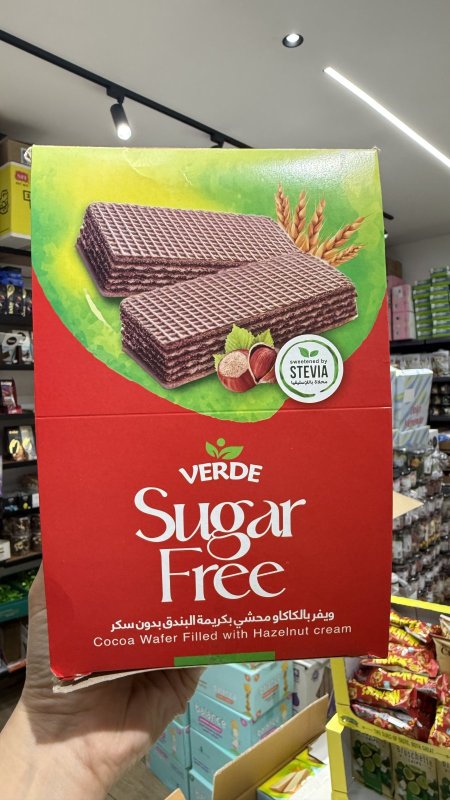 sweetened by
STEVIA
محلاة باللاستيفيا
VERDE
Sugar
Free
ويفر بالكاكاو محشي بكريمة البندق بدون سكر
Cocoa Wafer Filled with Hazelnut cream